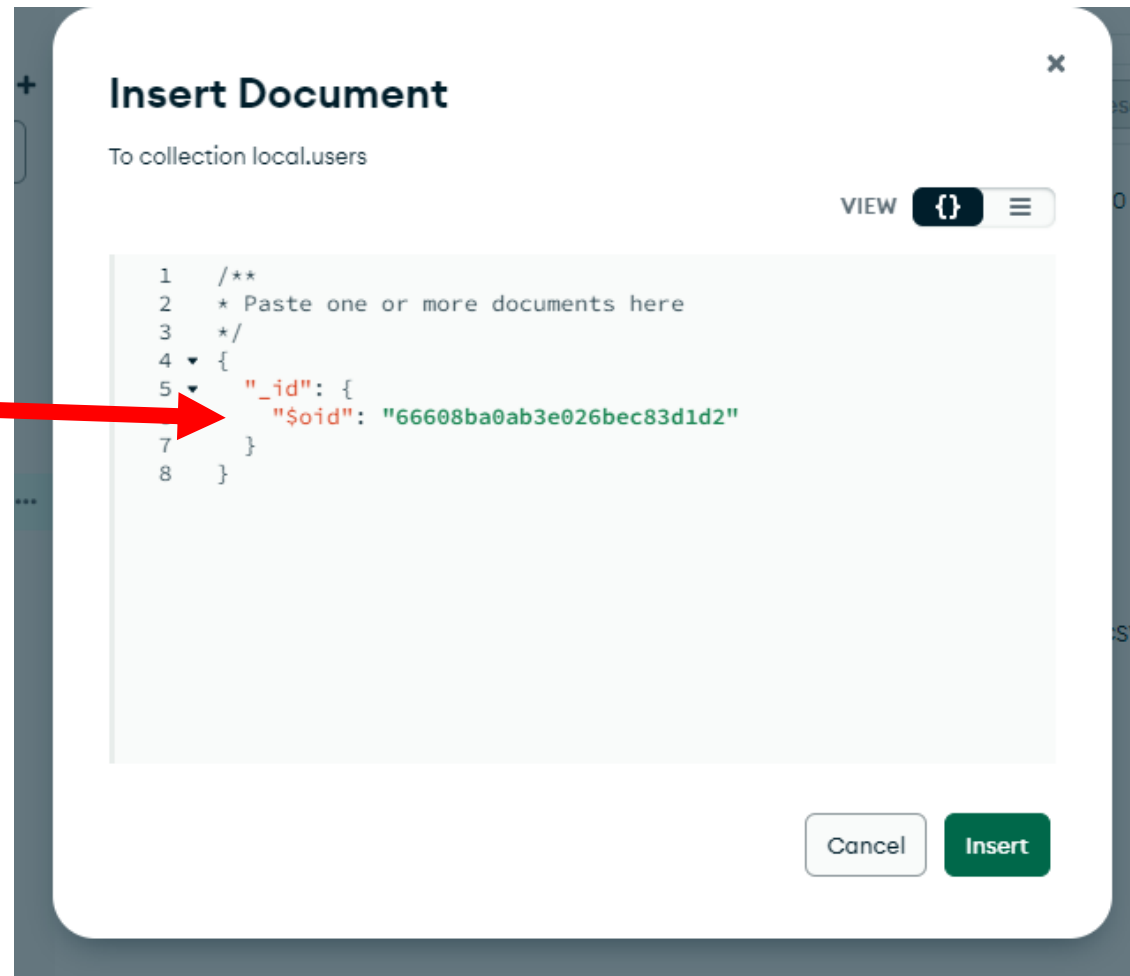 +
×
Insert Document
To collection local.users
VIEW {} ☰
0
1 /**
2 * Paste one or more documents here
3 */
4 ▾ {
5 ▾ "_id": {
"$oid": "66608ba0ab3e026bec83d1d2"
7 }
8 }
•••
Cancel Insert